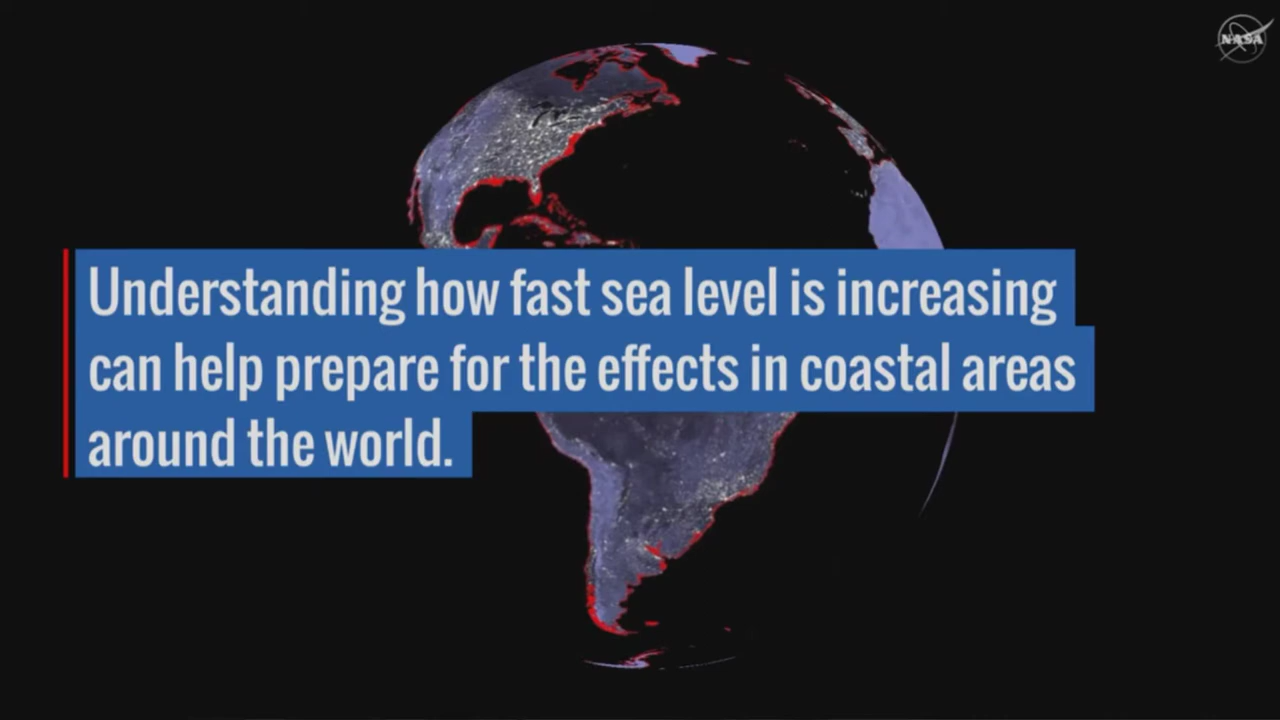 NASA
Understanding how fast sea level is increasing
can help prepare for the effects in coastal areas
around the world.